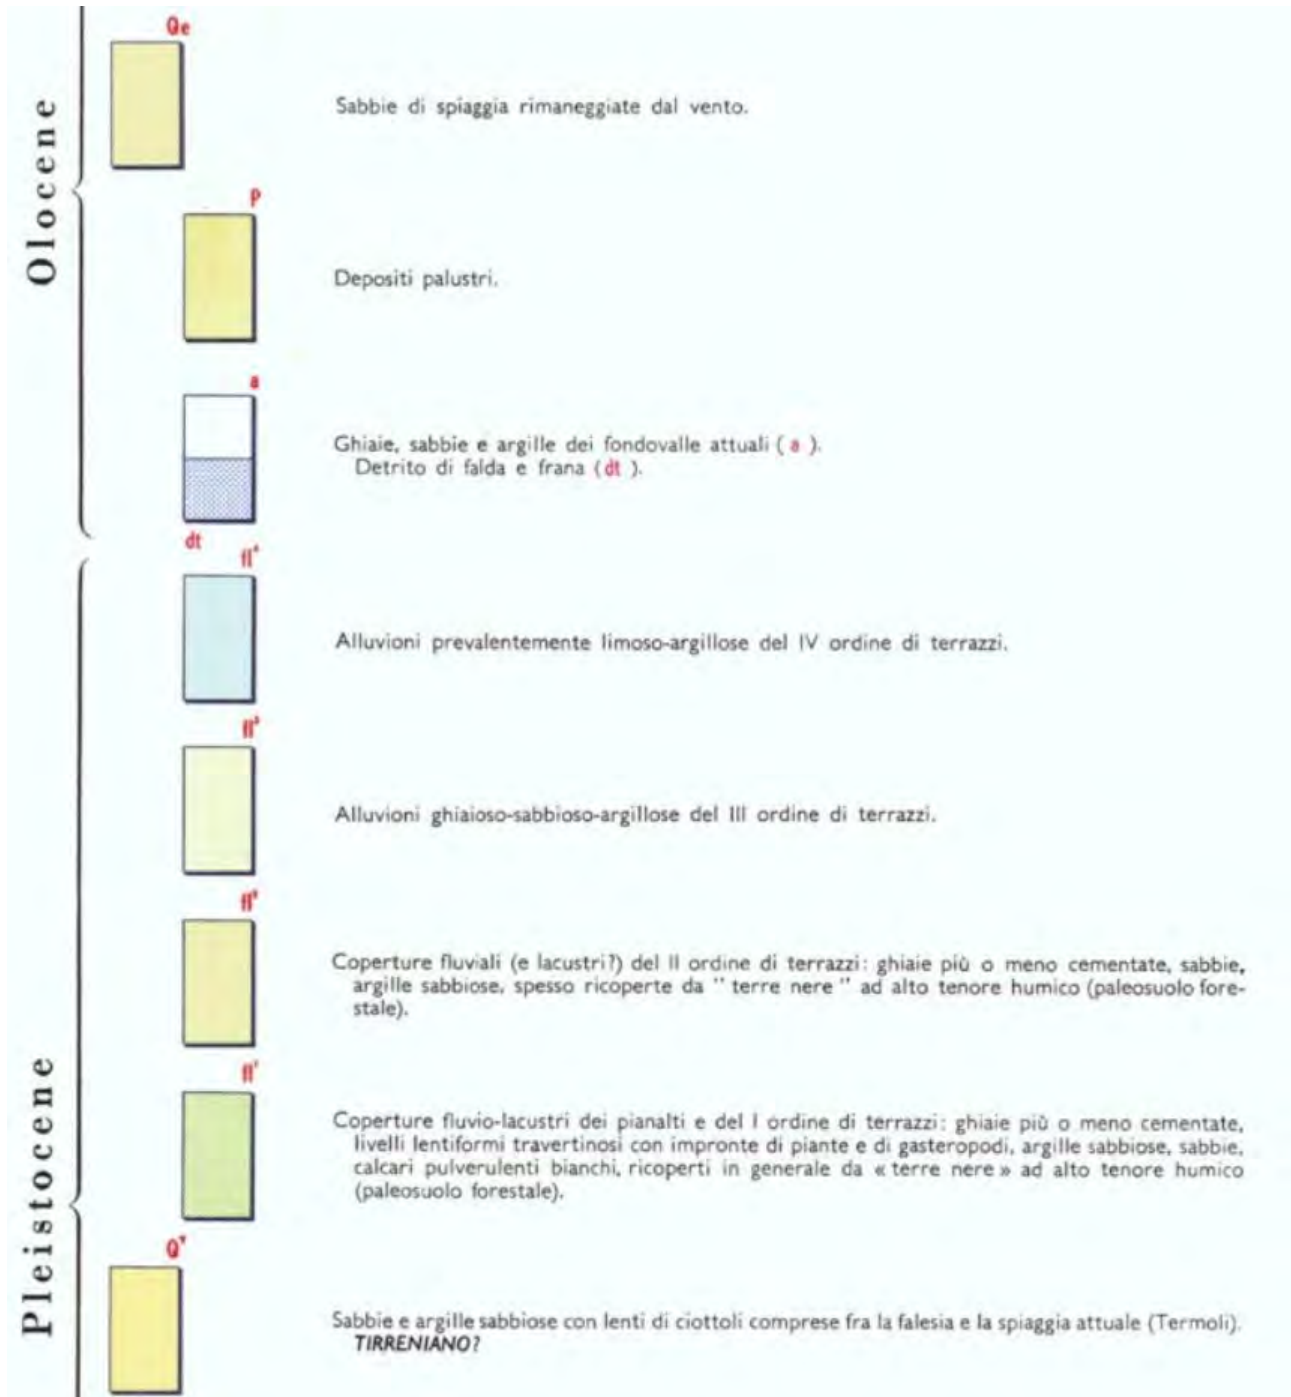 Olocene
Qe
Sabbie di spiaggia rimaneggiate dal vento.
P
Depositi palustri.
a
Ghiaie, sabbie e argille dei fondovalle attuali ( a ).
Detrito di falda e frana ( dt ).
dt
fl⁴
Alluvioni prevalentemente limoso-argillose del IV ordine di terrazzi.
fl³
Alluvioni ghiaioso-sabbioso-argillose del III ordine di terrazzi.
fl²
Coperture fluviali (e lacustri?) del II ordine di terrazzi: ghiaie più o meno cementate, sabbie,
argille sabbiose, spesso ricoperte da " terre nere " ad alto tenore humico (paleosuolo fore-
stale).
Pleistocene
fl¹
Coperture fluvio-lacustri dei pianalti e del I ordine di terrazzi: ghiaie più o meno cementate,
livelli lentiformi travertinosi con impronte di piante e di gasteropodi, argille sabbiose, sabbie,
calcari pulverulenti bianchi, ricoperti in generale da « terre nere » ad alto tenore humico
(paleosuolo forestale).
Qᵀ
Sabbie e argille sabbiose con lenti di ciottoli comprese fra la falesia e la spiaggia attuale (Termoli).
TIRRENIANO?